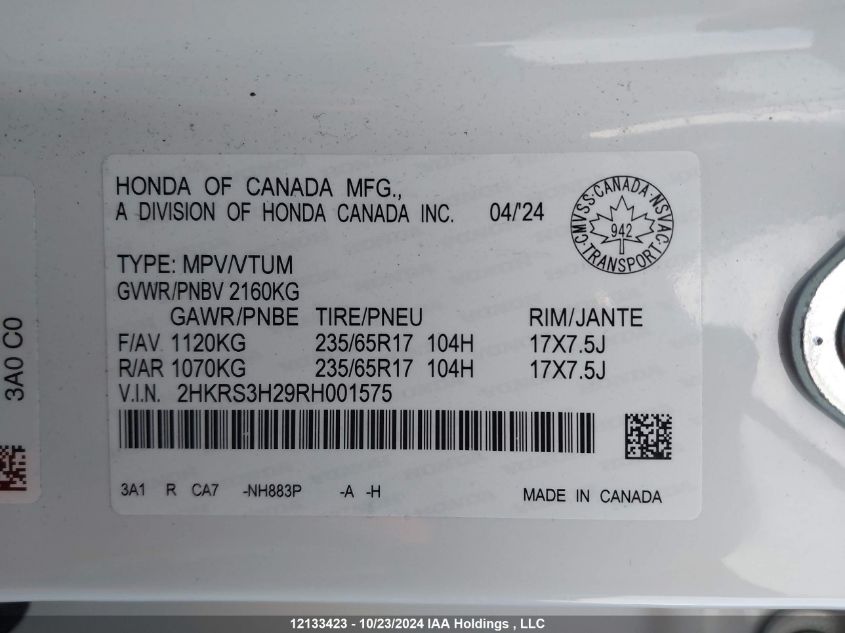 HONDA OF CANADA MFG.,
A DIVISION OF HONDA CANADA INC. 04/'24
CMVSS·CANADA·NSVAC
942
·TRANSPORT·
TYPE: MPV/VTUM
GVWR/PNBV 2160KG
GAWR/PNBE TIRE/PNEU RIM/JANTE
F/AV 1120KG 235/65R17 104H 17X7.5J
R/AR 1070KG 235/65R17 104H 17X7.5J
V.I.N. 2HKRS3H29RH001575
3A1 R CA7 -NH883P -A -H MADE IN CANADA
3A0 C0
12133423 - 10/23/2024 IAA Holdings , LLC